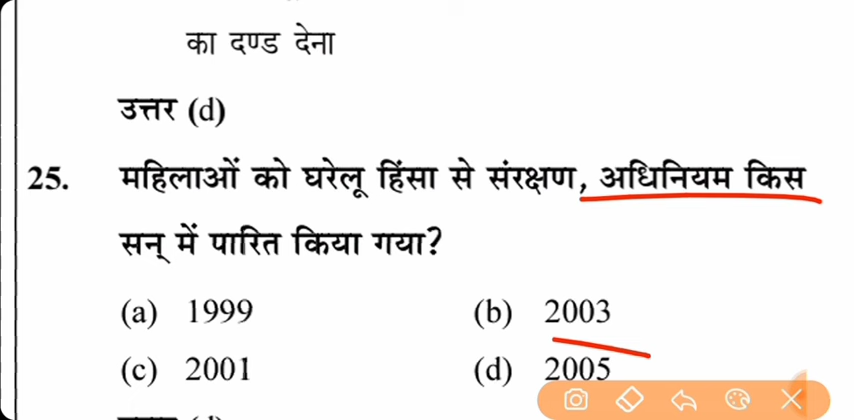 का दण्ड देना
उत्तर (d)
25. महिलाओं को घरेलू हिंसा से संरक्षण, अधिनियम किस
सन् में पारित किया गया?
(a) 1999 (b) 2003
(c) 2001 (d) 2005